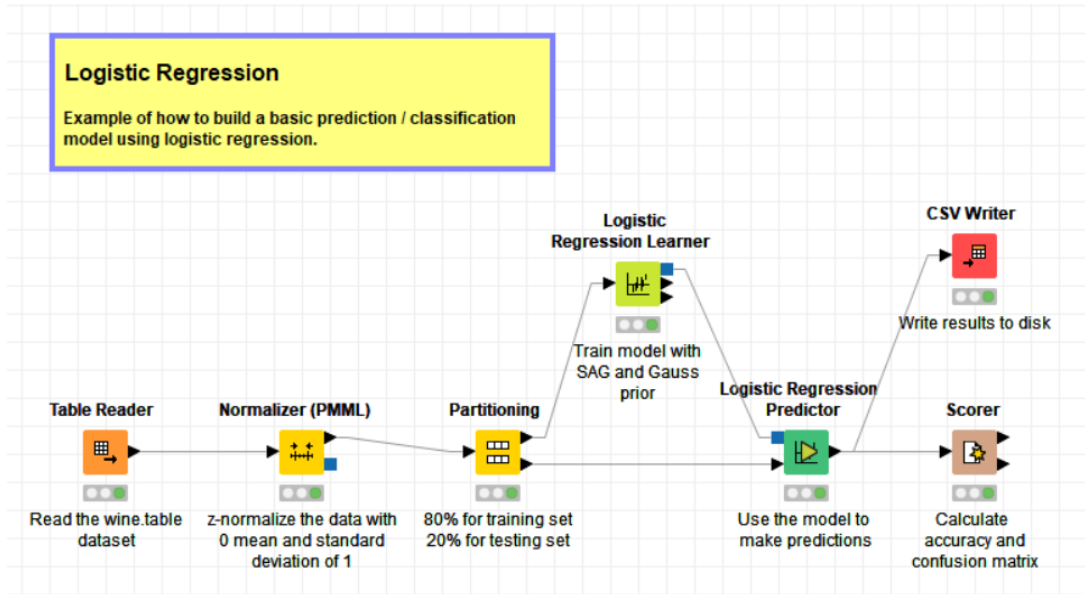 Logistic Regression
Example of how to build a basic prediction / classification
model using logistic regression.
Logistic
Regression Learner
Train model with
SAG and Gauss
prior
CSV Writer
Write results to disk
Table Reader
Read the wine.table
dataset
Normalizer (PMML)
z-normalize the data with
0 mean and standard
deviation of 1
Partitioning
80% for training set
20% for testing set
Logistic Regression
Predictor
Use the model to
make predictions
Scorer
Calculate
accuracy and
confusion matrix